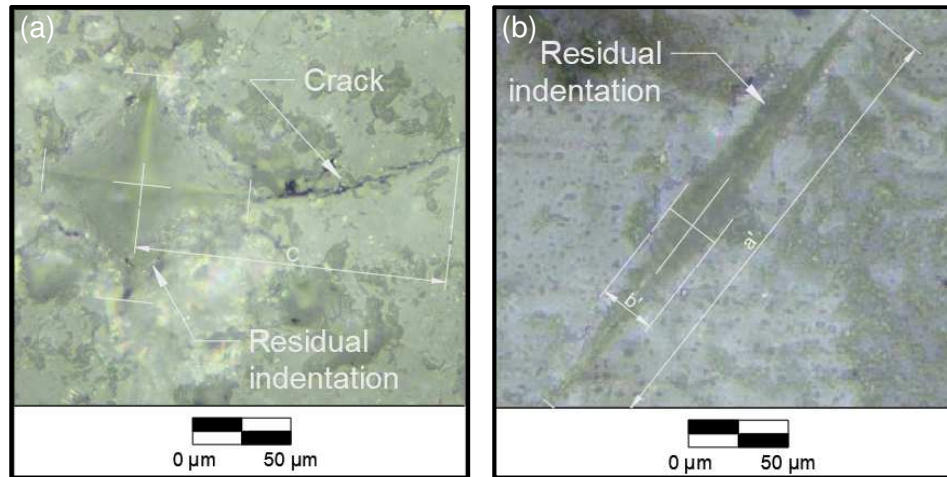 (a)
Crack
c
Residual
indentation
0 µm 50 µm
(b)
Residual
indentation
a'
b'
0 µm 50 µm